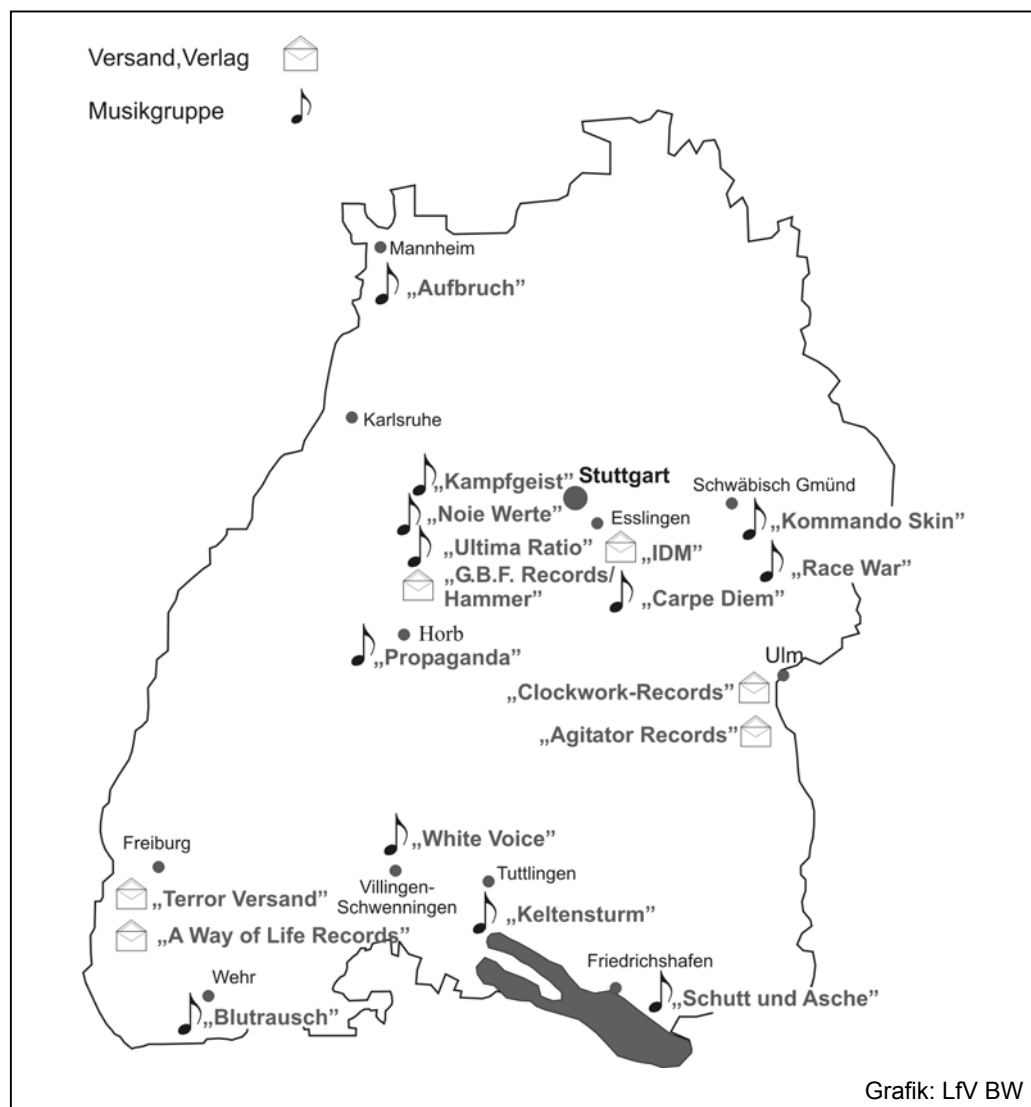 Versand,Verlag
Musikgruppe
Mannheim
„Aufbruch”
Karlsruhe
„Kampfgeist”
Stuttgart
„Noie Werte”
Esslingen
Schwäbisch Gmünd
„Kommando Skin”
„Ultima Ratio”
„IDM”
„Race War”
„G.B.F. Records/
Hammer”
„Carpe Diem”
Horb
„Propaganda”
Ulm
„Clockwork-Records”
„Agitator Records”
„White Voice”
Freiburg
Villingen-
Schwenningen
Tuttlingen
„Terror Versand”
„Keltensturm”
„A Way of Life Records”
Friedrichshafen
Wehr
„Schutt und Asche”
„Blutrausch”
Grafik: LfV BW